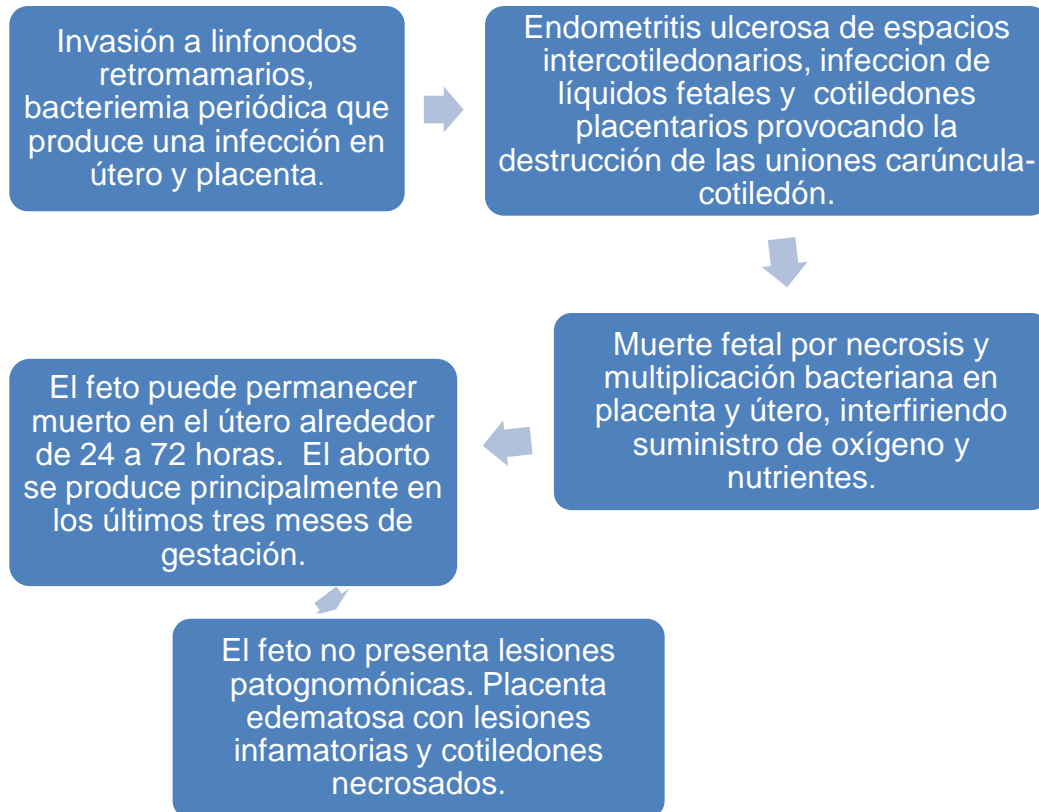 Invasión a linfonodos
retromamarios,
bacteriemia periódica que
produce una infección en
útero y placenta.
Endometritis ulcerosa de espacios
intercotiledonarios, infeccion de
líquidos fetales y cotiledones
placentarios provocando la
destrucción de las uniones carúncula-
cotiledón.
Muerte fetal por necrosis y
multiplicación bacteriana en
placenta y útero, interfiriendo
suministro de oxígeno y
nutrientes.
El feto puede permanecer
muerto en el útero alrededor
de 24 a 72 horas. El aborto
se produce principalmente en
los últimos tres meses de
gestación.
El feto no presenta lesiones
patognomónicas. Placenta
edematosa con lesiones
infamatorias y cotiledones
necrosados.